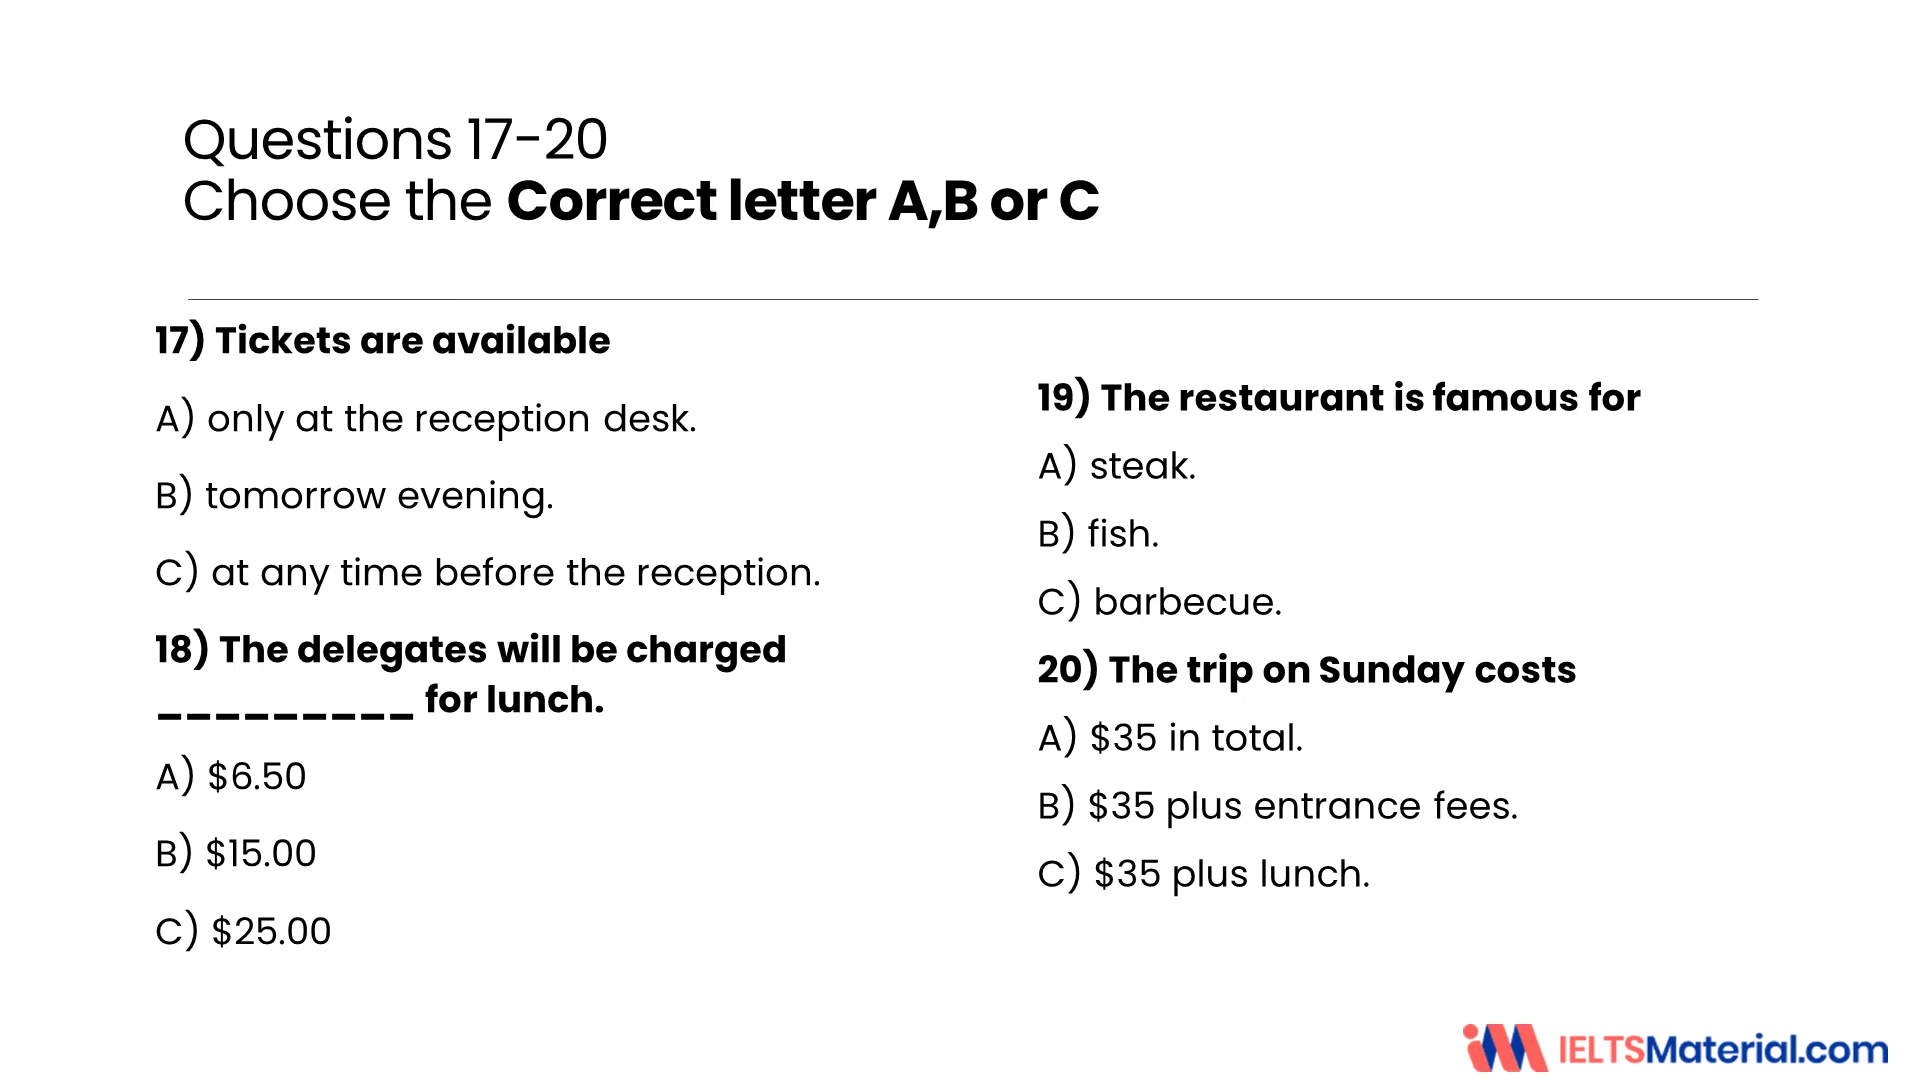 Questions 17-20
Choose the Correct letter A,B or C
17) Tickets are available
A) only at the reception desk.
B) tomorrow evening.
C) at any time before the reception.
18) The delegates will be charged
_________ for lunch.
A) $6.50
B) $15.00
C) $25.00
19) The restaurant is famous for
A) steak.
B) fish.
C) barbecue.
20) The trip on Sunday costs
A) $35 in total.
B) $35 plus entrance fees.
C) $35 plus lunch.
iM IELTSMaterial.com